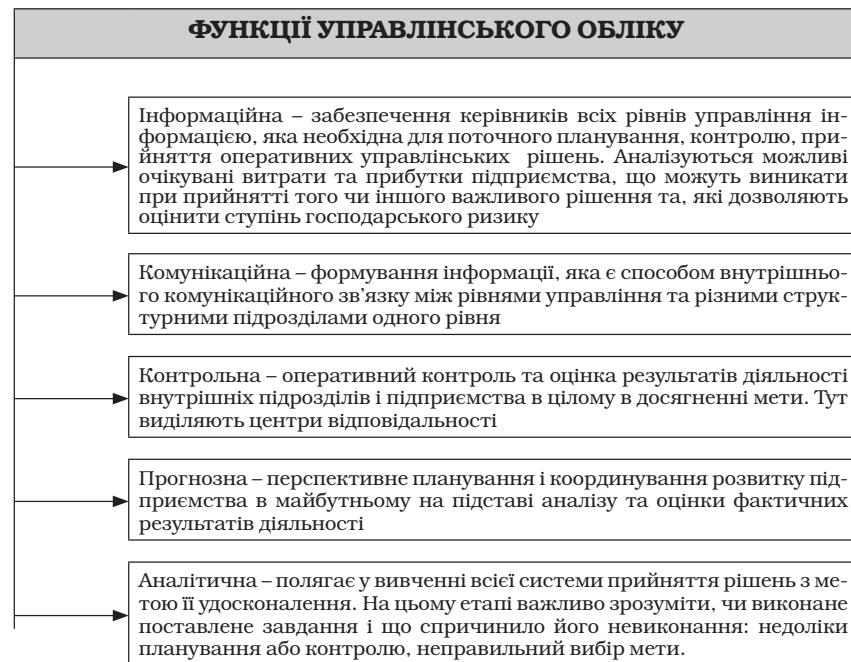 ФУНКЦІЇ УПРАВЛІНСЬКОГО ОБЛІКУ
Інформаційна – забезпечення керівників всіх рівнів управління ін-
формацією, яка необхідна для поточного планування, контролю, при-
йняття оперативних управлінських рішень. Аналізуються можливі
очікувані витрати та прибутки підприємства, що можуть виникати
при прийнятті того чи іншого важливого рішення та, які дозволяють
оцінити ступінь господарського ризику
Комунікаційна – формування інформації, яка є способом внутрішньо-
го комунікаційного зв’язку між рівнями управління та різними струк-
турними підрозділами одного рівня
Контрольна – оперативний контроль та оцінка результатів діяльності
внутрішніх підрозділів і підприємства в цілому в досягненні мети. Тут
виділяють центри відповідальності
Прогнозна – перспективне планування і координування розвитку під-
приємства в майбутньому на підставі аналізу та оцінки фактичних
результатів діяльності
Аналітична – полягає у вивченні всієї системи прийняття рішень з ме-
тою її удосконалення. На цьому етапі важливо зрозуміти, чи виконане
поставлене завдання і що спричинило його невиконання: недоліки
планування або контролю, неправильний вибір мети.